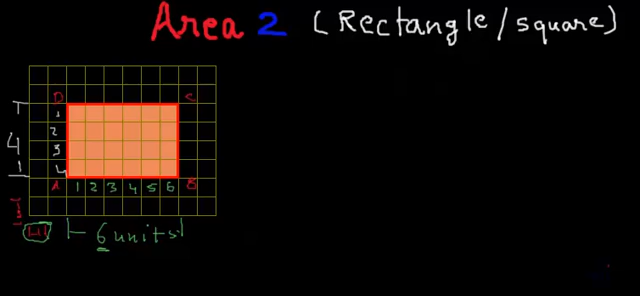 Area 2 (Rectangle/square)
D C
1
2
3
4 4
A 1 2 3 4 5 6 B
6 units